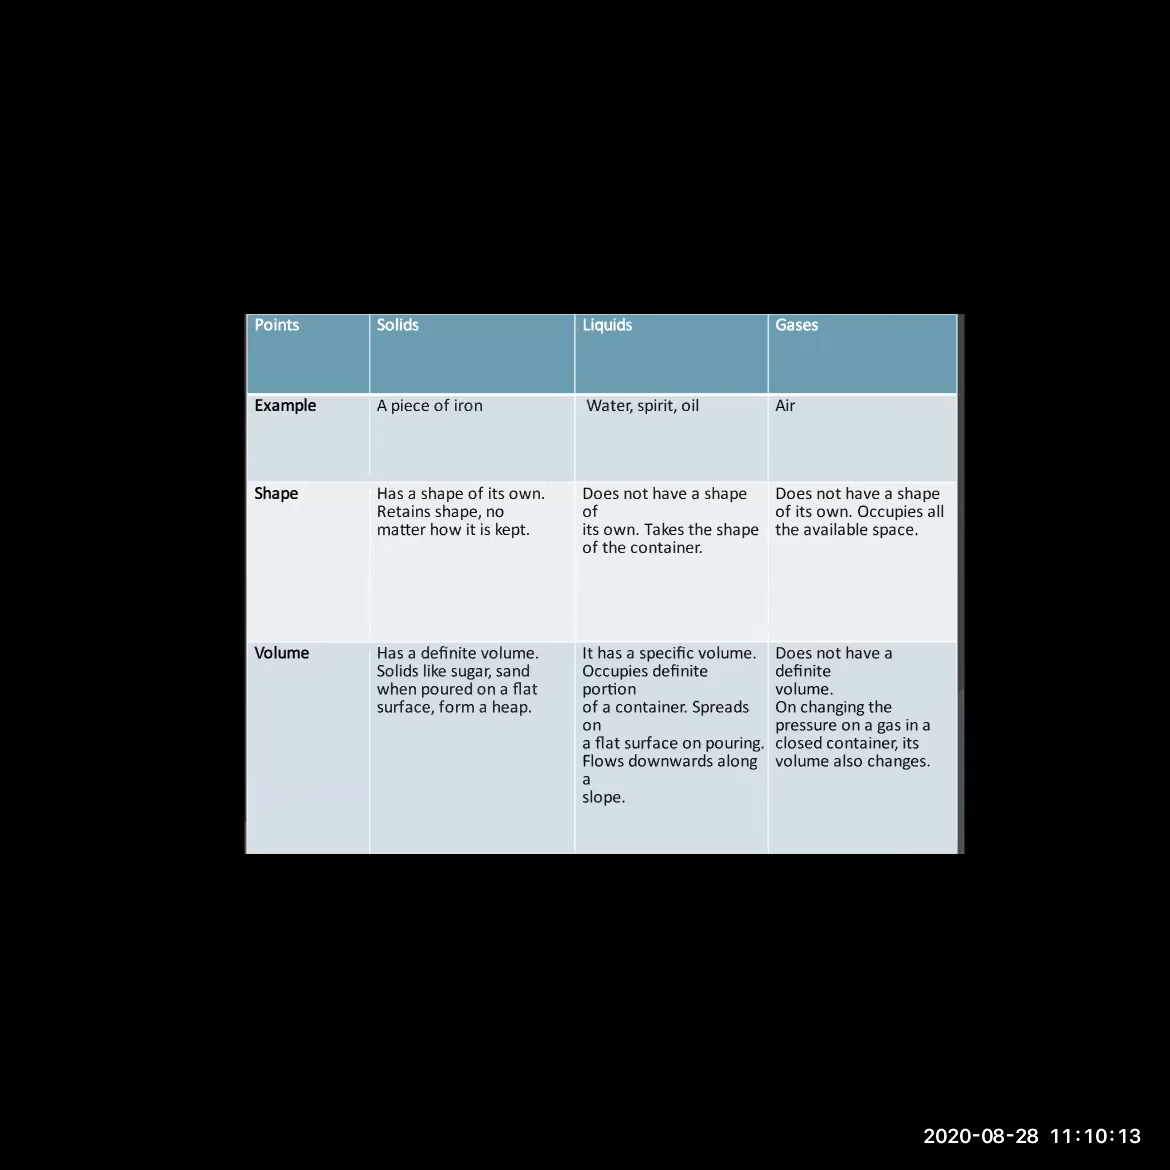 Points Solids Liquids Gases
Example A piece of iron Water, spirit, oil Air
Shape
Has a shape of its own.
Retains shape, no
matter how it is kept.
Does not have a shape
of
its own. Takes the shape
of the container.
Does not have a shape
of its own. Occupies all
the available space.
Volume
Has a definite volume.
Solids like sugar, sand
when poured on a flat
surface, form a heap.
It has a specific volume.
Occupies definite
portion
of a container. Spreads
on
a flat surface on pouring.
Flows downwards along
a
slope.
Does not have a
definite
volume.
On changing the
pressure on a gas in a
closed container, its
volume also changes.
2020-08-28 11:10:13